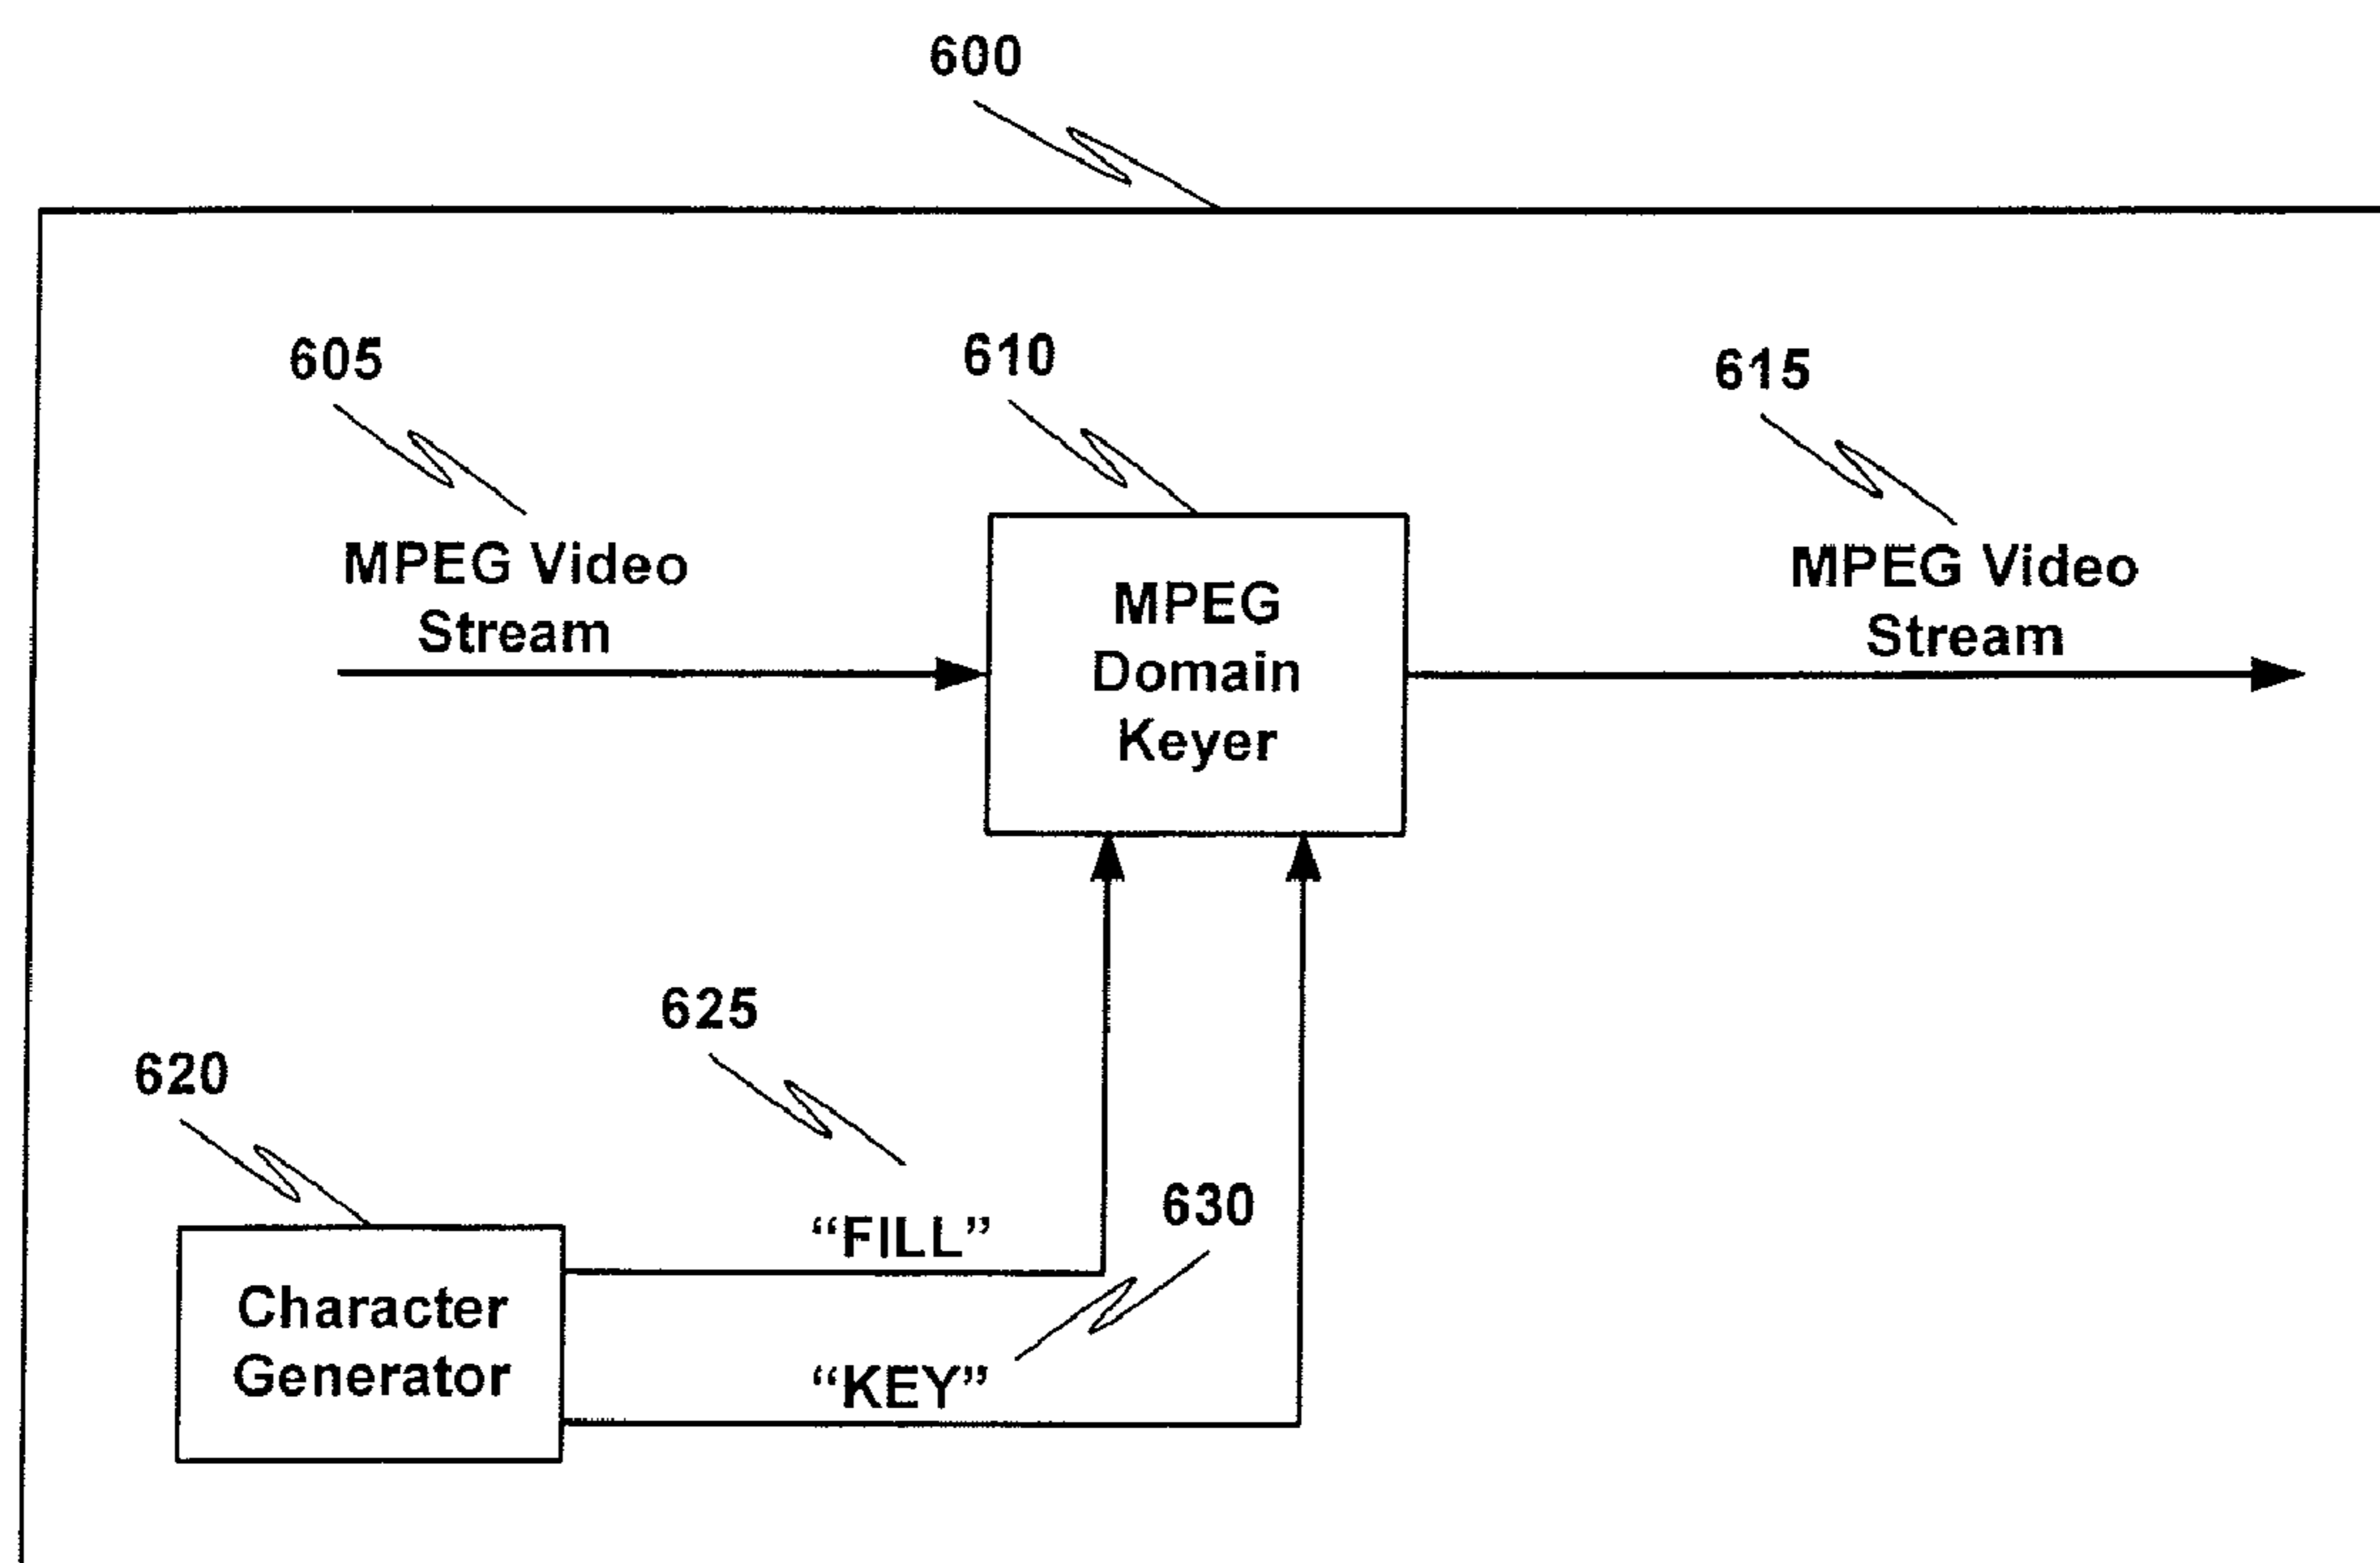 600
605
610
615
MPEG Video
Stream
MPEG
Domain
Keyer
MPEG Video
Stream
625
620
630
“FILL”
Character
Generator
“KEY”